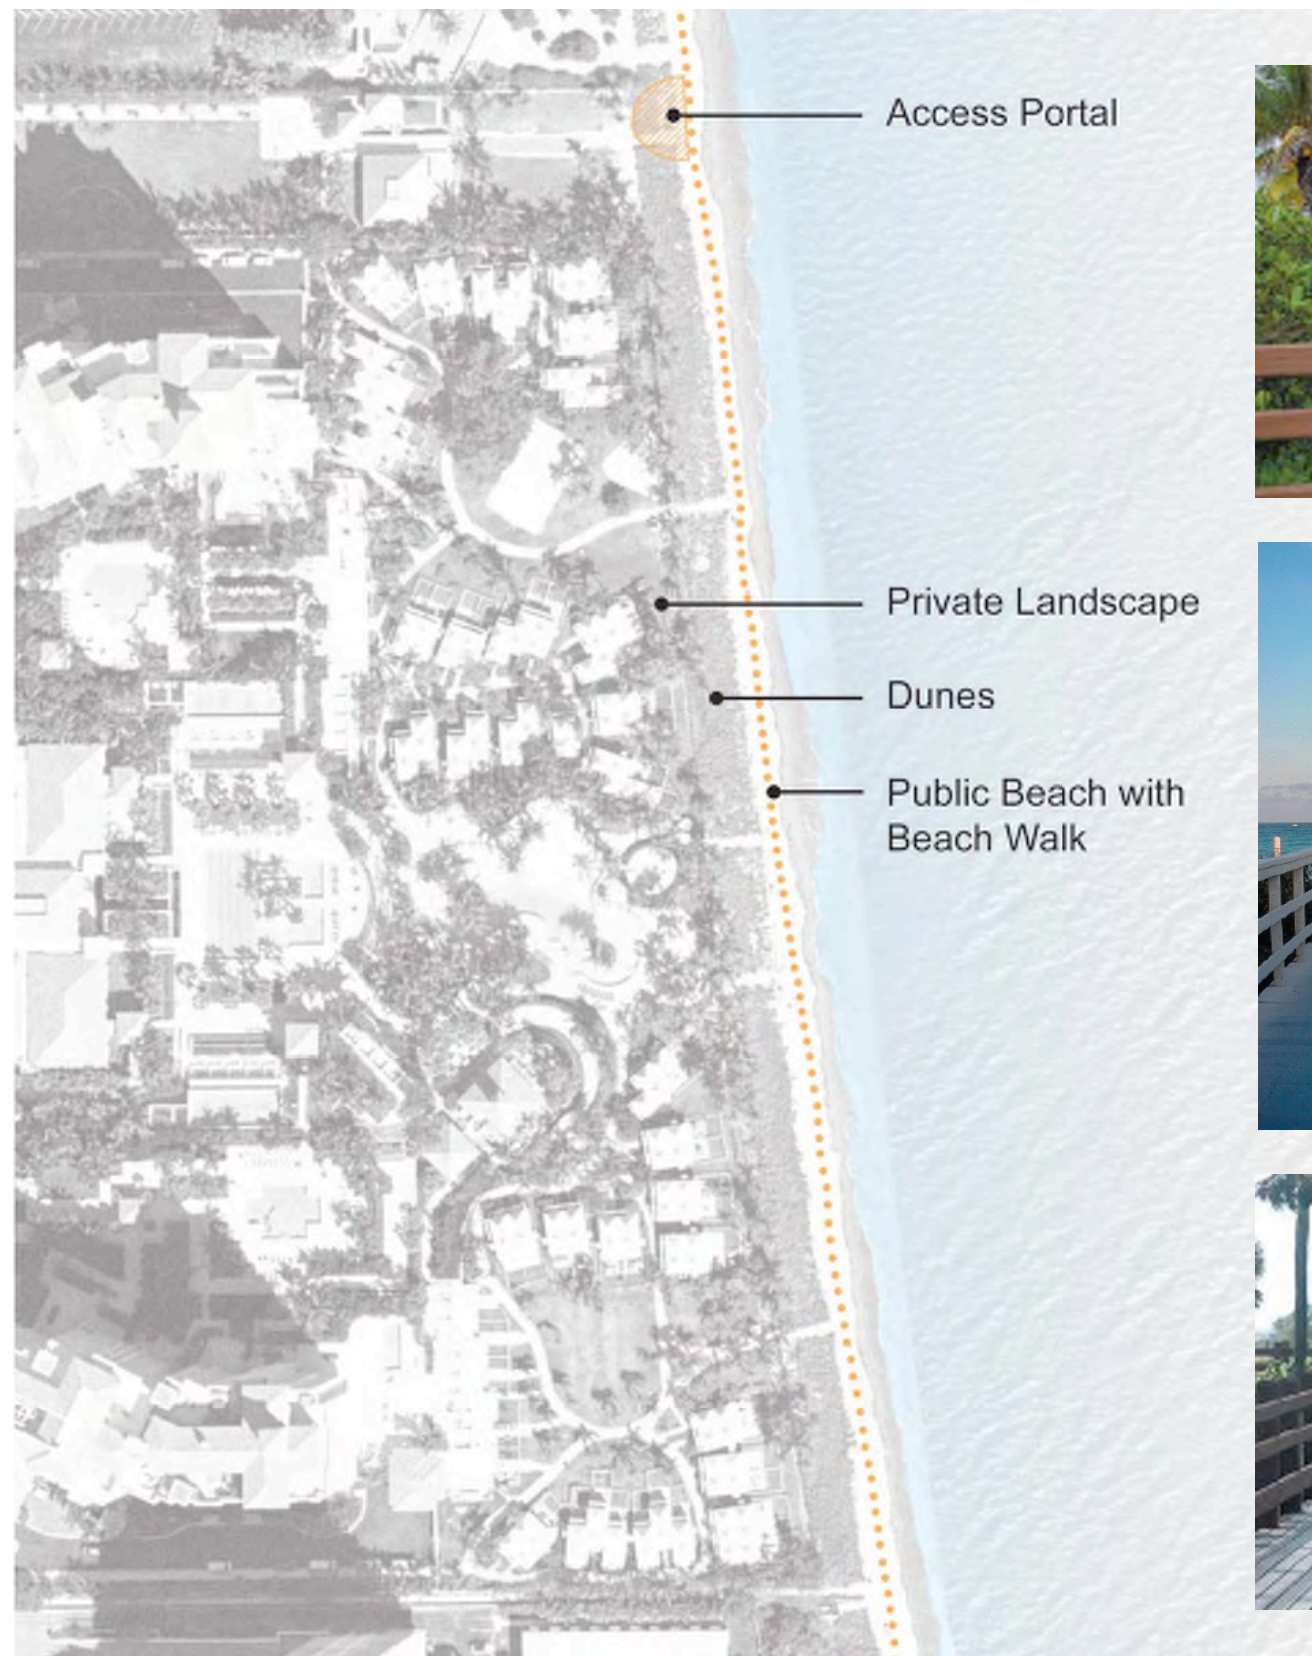 Access Portal
Private Landscape
Dunes
Public Beach with
Beach Walk